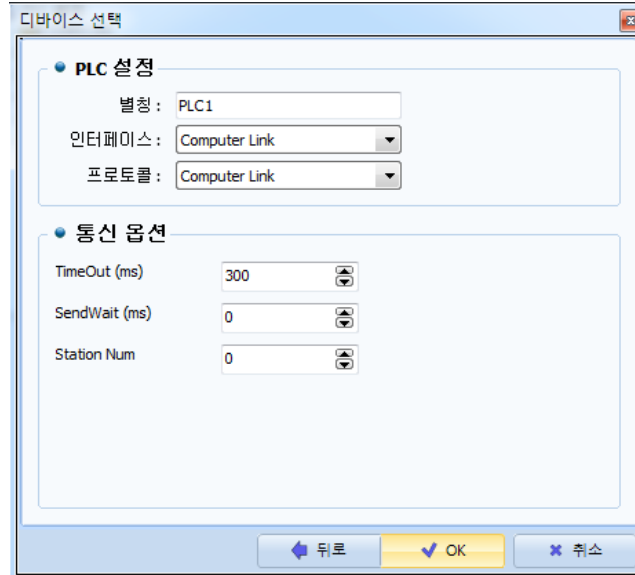 디바이스 선택
PLC 설정
별칭 : PLC1
인터페이스 : Computer Link
프로토콜 : Computer Link
통신 옵션
TimeOut (ms) 300
SendWait (ms) 0
Station Num 0
뒤로 OK 취소